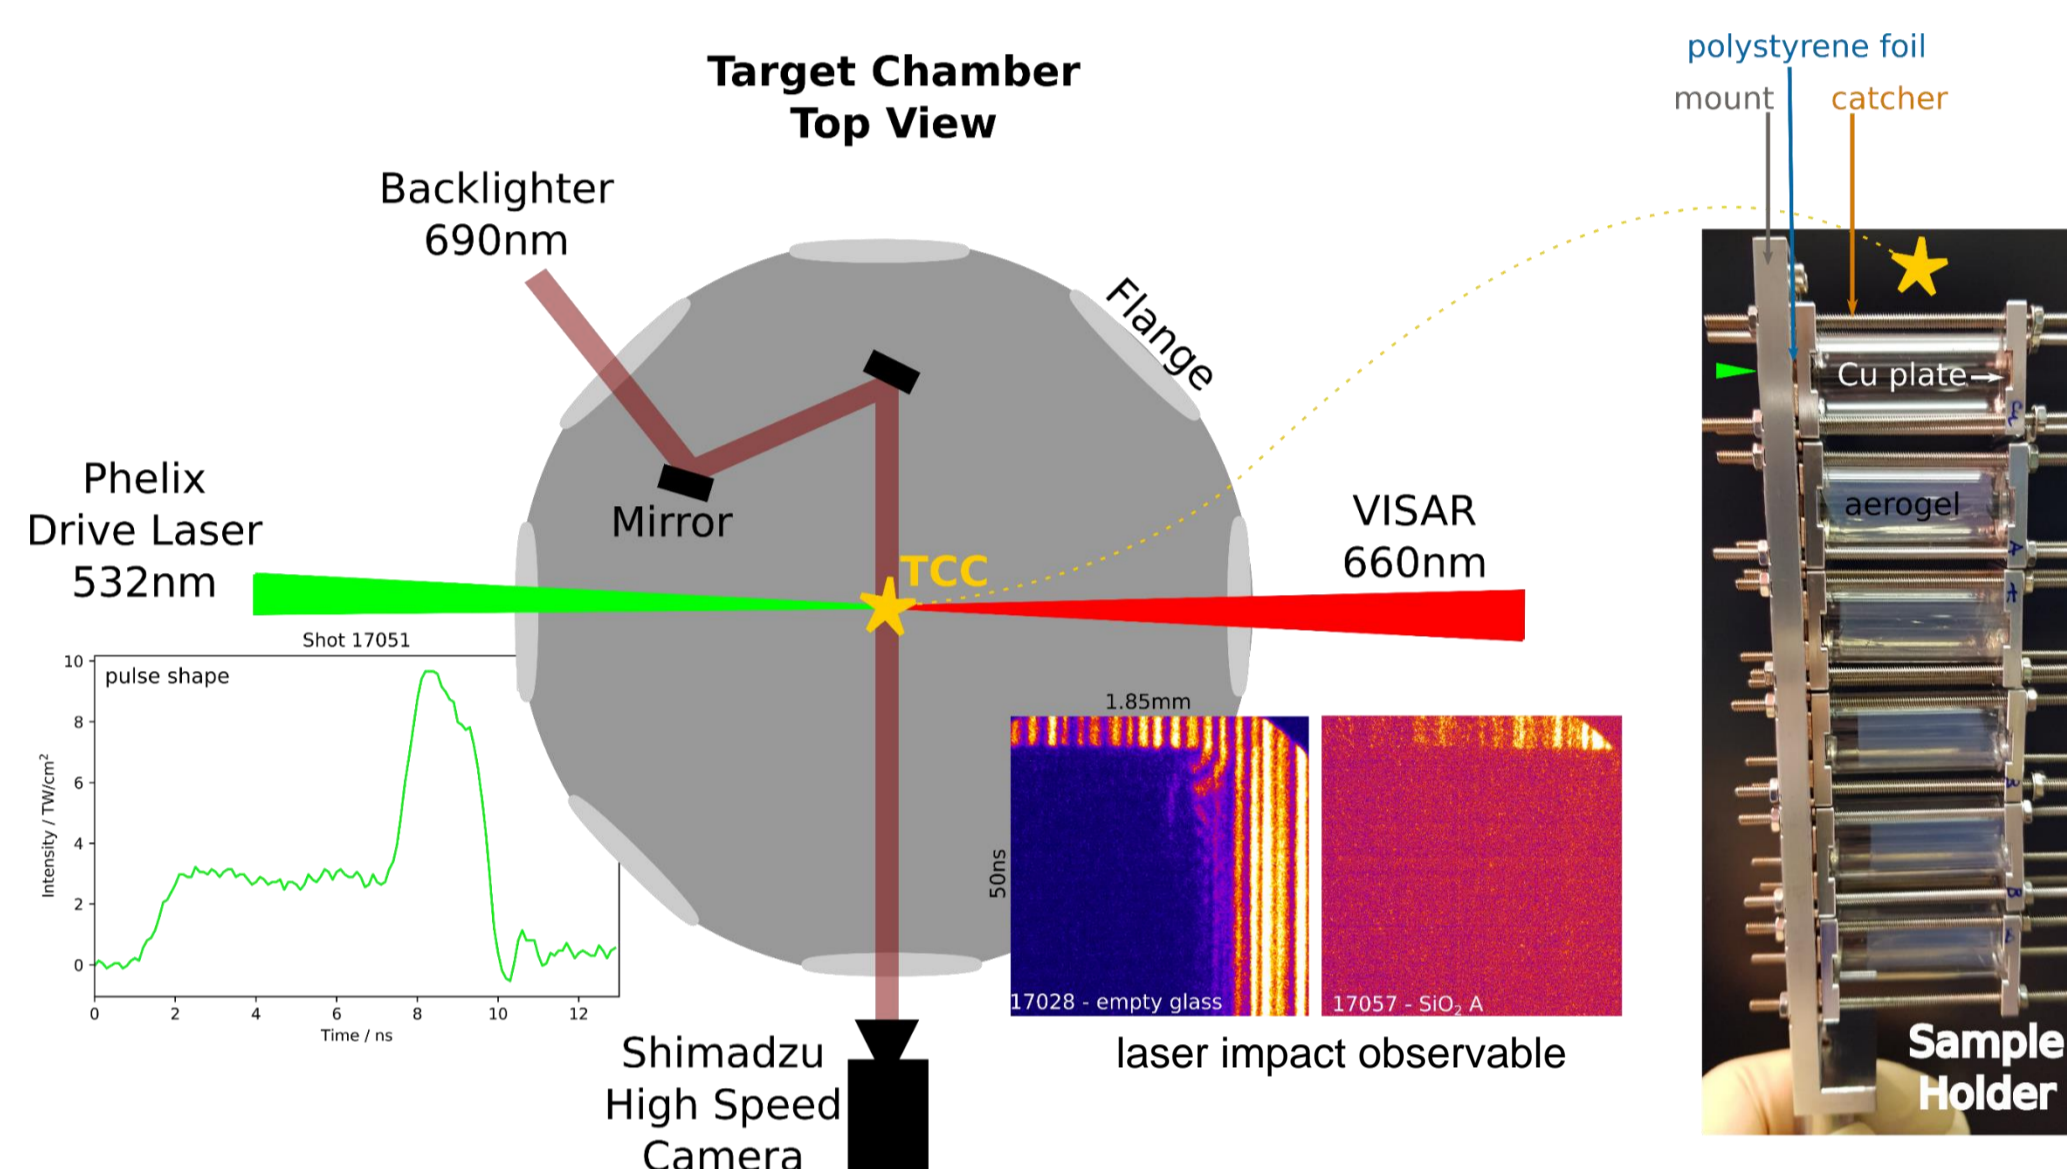 Target Chamber
Top View
polystyrene foil
mount
catcher
Backlighter
690nm
Flange
Cu plate
Phelix
Drive Laser
532nm
Mirror
TCC
VISAR
660nm
aerogel
Shot 17051
pulse shape
Intensity / TW/cm²
10
8
6
4
2
0
0 2 4 6 8 10 12
Time / ns
1.85mm
50ns
17028 - empty glass
17057 - SiO₂ A
laser impact observable
Shimadzu
High Speed
Camera
Sample
Holder